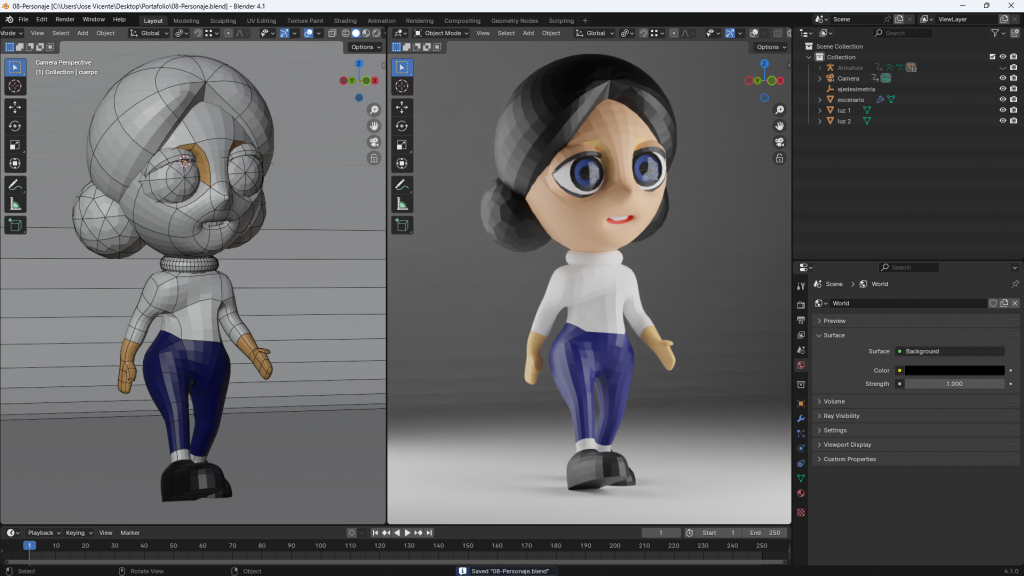 08-Personaje [C:\Users\Jose Vicente\Desktop\Portafolio\08-Personaje.blend] - Blender 4.1
File Edit Render Window Help Layout Modeling Sculpting UV Editing Texture Paint Shading Animation Rendering Compositing Geometry Nodes Scripting + Scene ViewLayer
Mode View Select Add Object Global
Object Mode View Select Add Object Global
Search
Options
Options
Camera Perspective
(1) Collection | cuerpo
Z
Y
Z
Y
Scene Collection
Collection
Armature
Camera
ejedesimetria
escenario
luz 1
luz 2
Search
Scene > World
World
Preview
Surface
Surface Background
Color
Strength 1.000
Volume
Ray Visibility
Settings
Viewport Display
Custom Properties
Playback Keying View Marker
1 Start 1 End 250
1 10 20 30 40 50 60 70 80 90 100 110 120 130 140 150 160 170 180 190 200 210 220 230 240 250
Select Rotate View Object Saved "08-Personaje.blend" 4.1.0